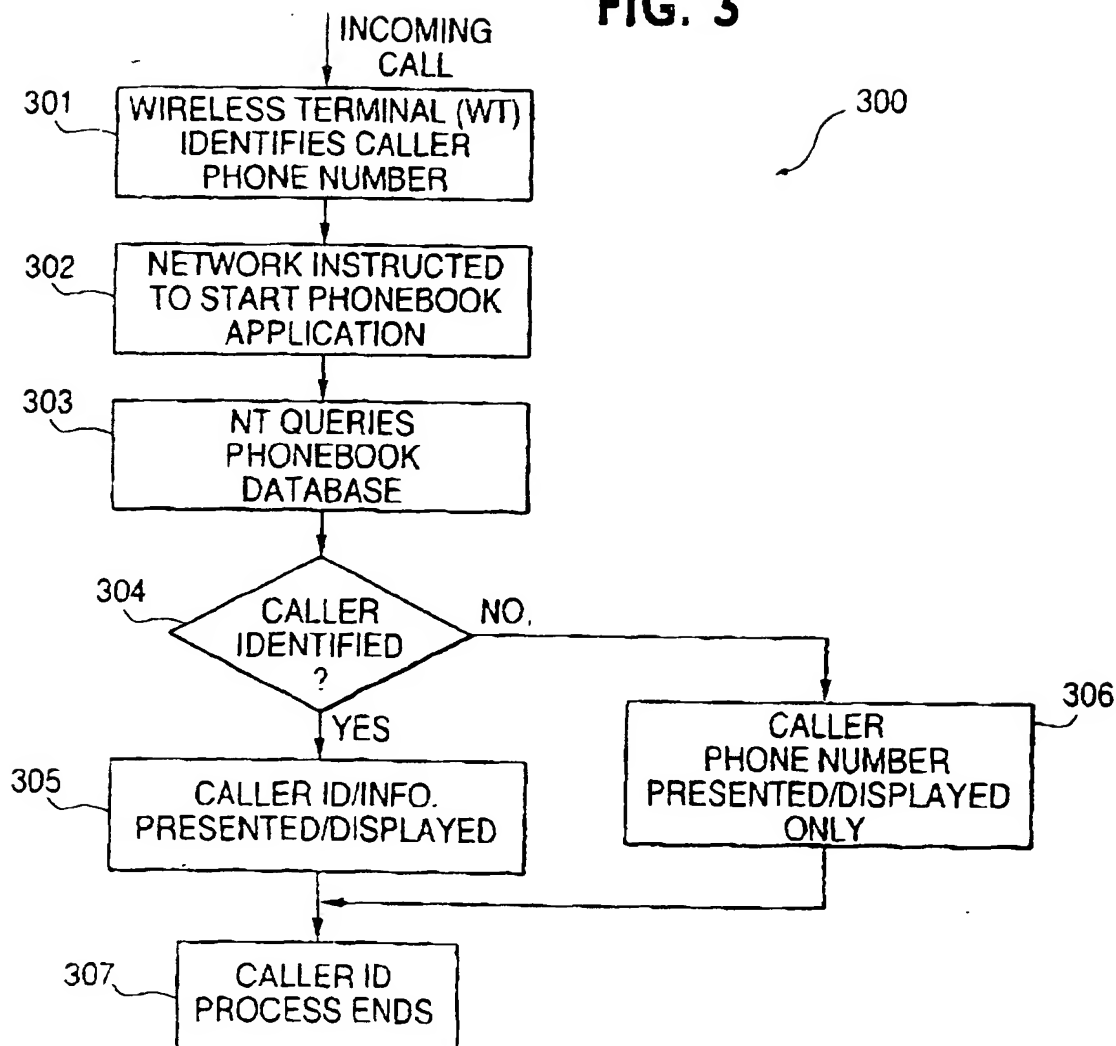 FIG. 3
INCOMING
CALL
301
WIRELESS TERMINAL (WT)
IDENTIFIES CALLER
PHONE NUMBER
300
302
NETWORK INSTRUCTED
TO START PHONEBOOK
APPLICATION
303
NT QUERIES
PHONEBOOK
DATABASE
304
CALLER
IDENTIFIED
?
NO.
YES
305
CALLER ID/INFO.
PRESENTED/DISPLAYED
306
CALLER
PHONE NUMBER
PRESENTED/DISPLAYED
ONLY
307
CALLER ID
PROCESS ENDS